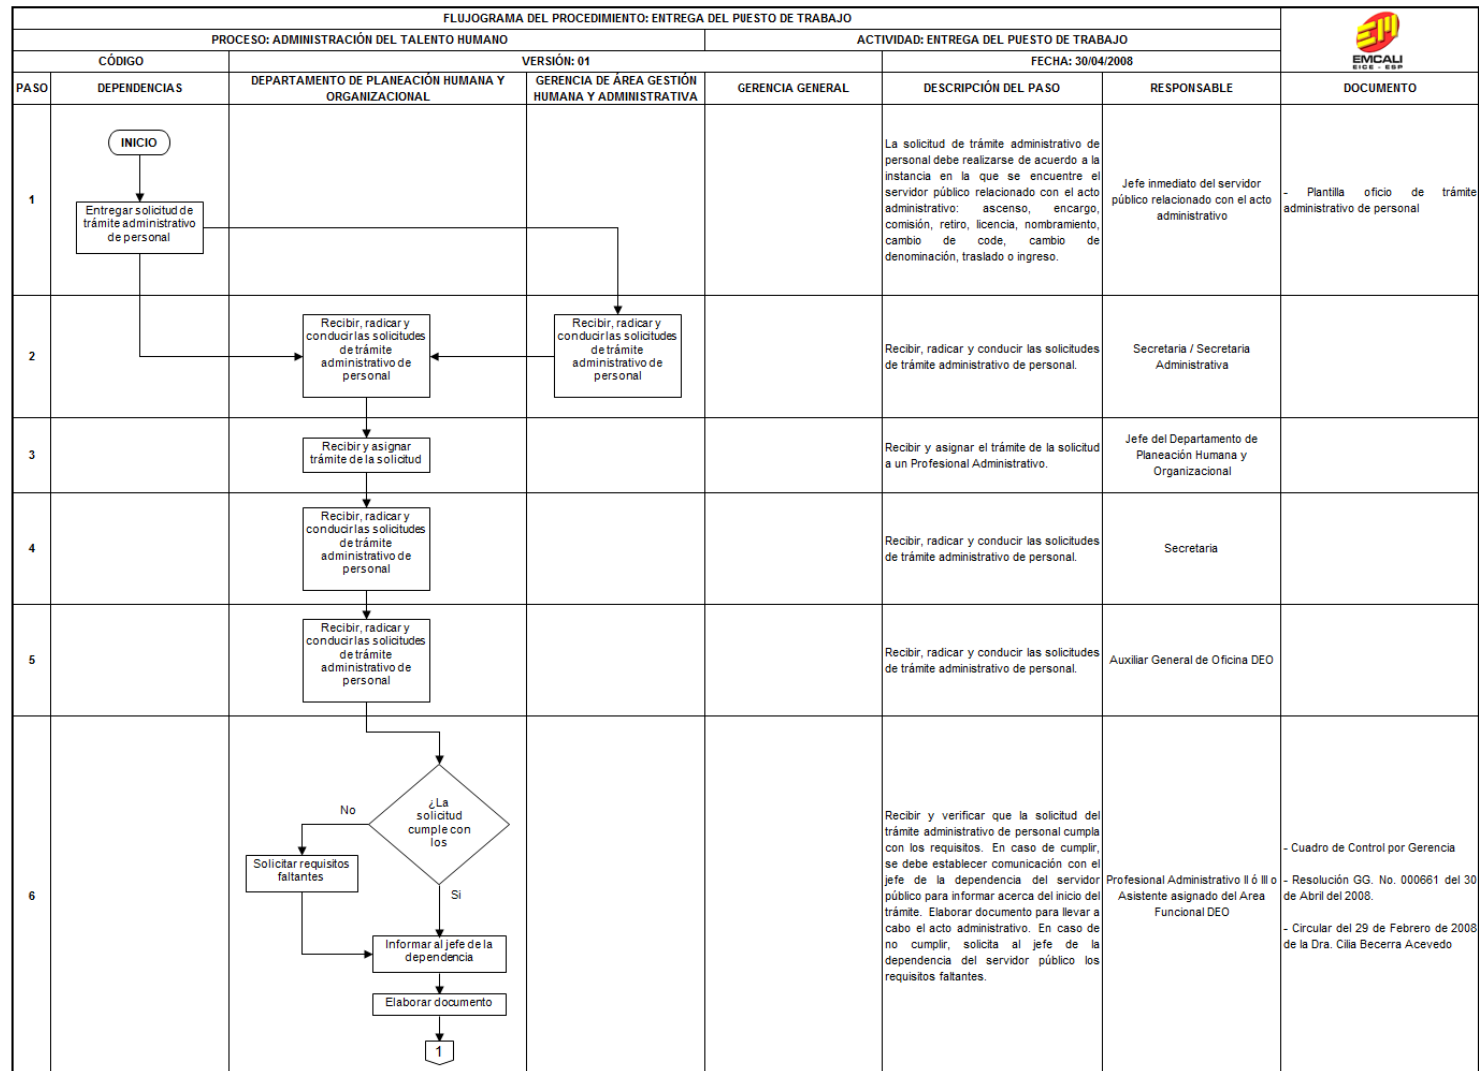 FLUJOGRAMA DEL PROCEDIMIENTO: ENTREGA DEL PUESTO DE TRABAJO
PROCESO: ADMINISTRACIÓN DEL TALENTO HUMANO
ACTIVIDAD: ENTREGA DEL PUESTO DE TRABAJO
EMCALI
EICE - ESP
CÓDIGO
VERSIÓN: 01
FECHA: 30/04/2008
PASO
DEPENDENCIAS
DEPARTAMENTO DE PLANEACIÓN HUMANA Y
ORGANIZACIONAL
GERENCIA DE ÁREA GESTIÓN
HUMANA Y ADMINISTRATIVA
GERENCIA GENERAL
DESCRIPCIÓN DEL PASO
RESPONSABLE
DOCUMENTO
1
INICIO
Entregar solicitud de
trámite administrativo
de personal
La solicitud de trámite administrativo de
personal debe realizarse de acuerdo a la
instancia en la que se encuentre el
servidor público relacionado con el acto
administrativo: ascenso, encargo,
comisión, retiro, licencia, nombramiento,
cambio de code, cambio de
denominación, traslado o ingreso.
Jefe inmediato del servidor
público relacionado con el acto
administrativo
- Plantilla oficio de trámite
administrativo de personal
2
Recibir, radicar y
conducir las solicitudes
de trámite
administrativo de
personal
Recibir, radicar y
conducir las solicitudes
de trámite
administrativo de
personal
Recibir, radicar y conducir las solicitudes
de trámite administrativo de personal.
Secretaria / Secretaria
Administrativa
3
Recibir y asignar
trámite de la solicitud
Recibir y asignar el trámite de la solicitud
a un Profesional Administrativo.
Jefe del Departamento de
Planeación Humana y
Organizacional
4
Recibir, radicar y
conducir las solicitudes
de trámite
administrativo de
personal
Recibir, radicar y conducir las solicitudes
de trámite administrativo de personal.
Secretaria
5
Recibir, radicar y
conducir las solicitudes
de trámite
administrativo de
personal
Recibir, radicar y conducir las solicitudes
de trámite administrativo de personal.
Auxiliar General de Oficina DEO
6
¿La
solicitud
cumple con
los
No
Si
Solicitar requisitos
faltantes
Informar al jefe de la
dependencia
Elaborar documento
1
Recibir y verificar que la solicitud del
trámite administrativo de personal cumpla
con los requisitos. En caso de cumplir,
se debe establecer comunicación con el
jefe de la dependencia del servidor
público para informar acerca del inicio del
trámite. Elaborar documento para llevar a
cabo el acto administrativo. En caso de
no cumplir, solicita al jefe de la
dependencia del servidor público los
requisitos faltantes.
Profesional Administrativo II ó III o
Asistente asignado del Area
Funcional DEO
- Cuadro de Control por Gerencia
- Resolución GG. No. 000661 del 30
de Abril del 2008.
- Circular del 29 de Febrero de 2008
de la Dra. Cilia Becerra Acevedo